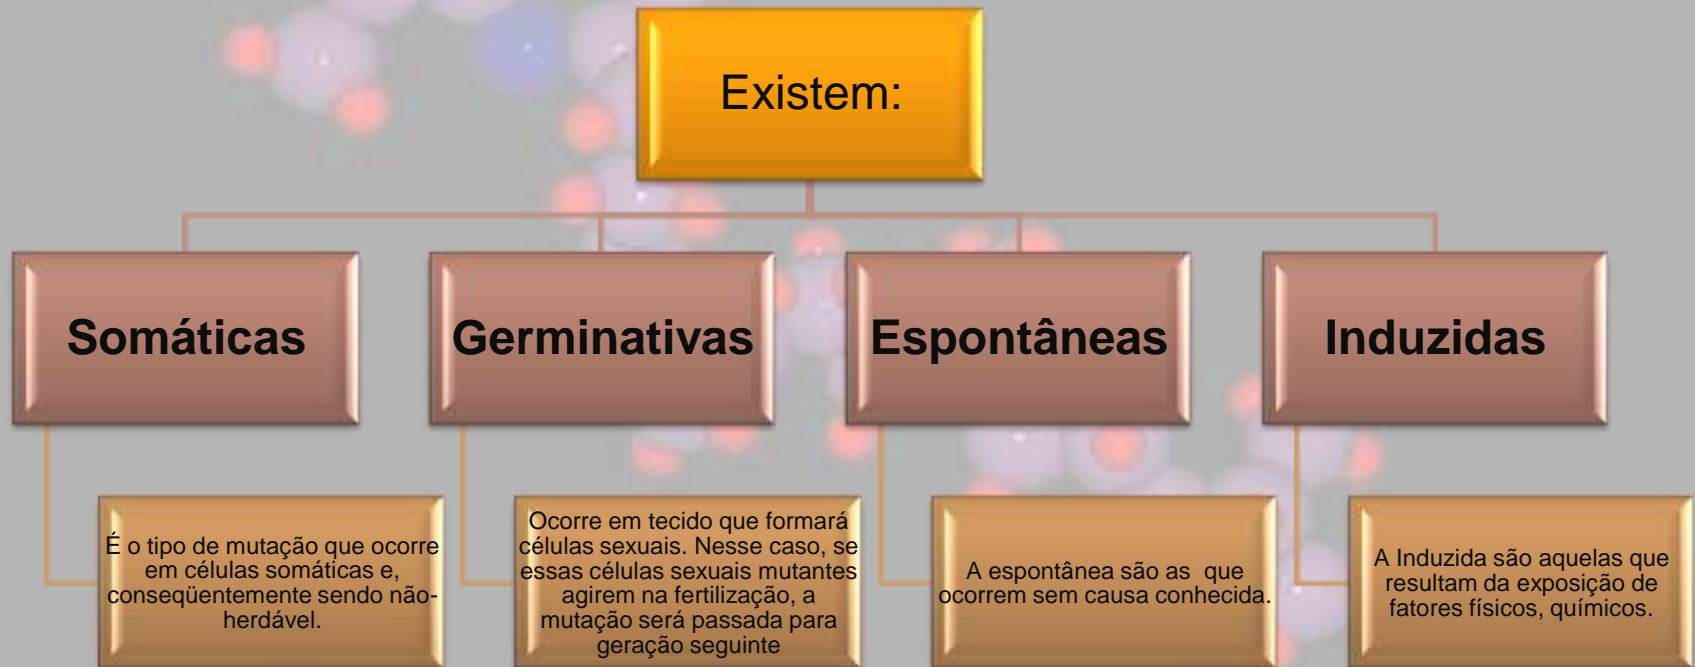 Existem:
Somáticas
Germinativas
Espontâneas
Induzidas
É o tipo de mutação que ocorre
em células somáticas e,
conseqüentemente sendo não-
herdável.
Ocorre em tecido que formará
células sexuais. Nesse caso, se
essas células sexuais mutantes
agirem na fertilização, a
mutação será passada para
geração seguinte
A espontânea são as que
ocorrem sem causa conhecida.
A Induzida são aquelas que
resultam da exposição de
fatores físicos, químicos.